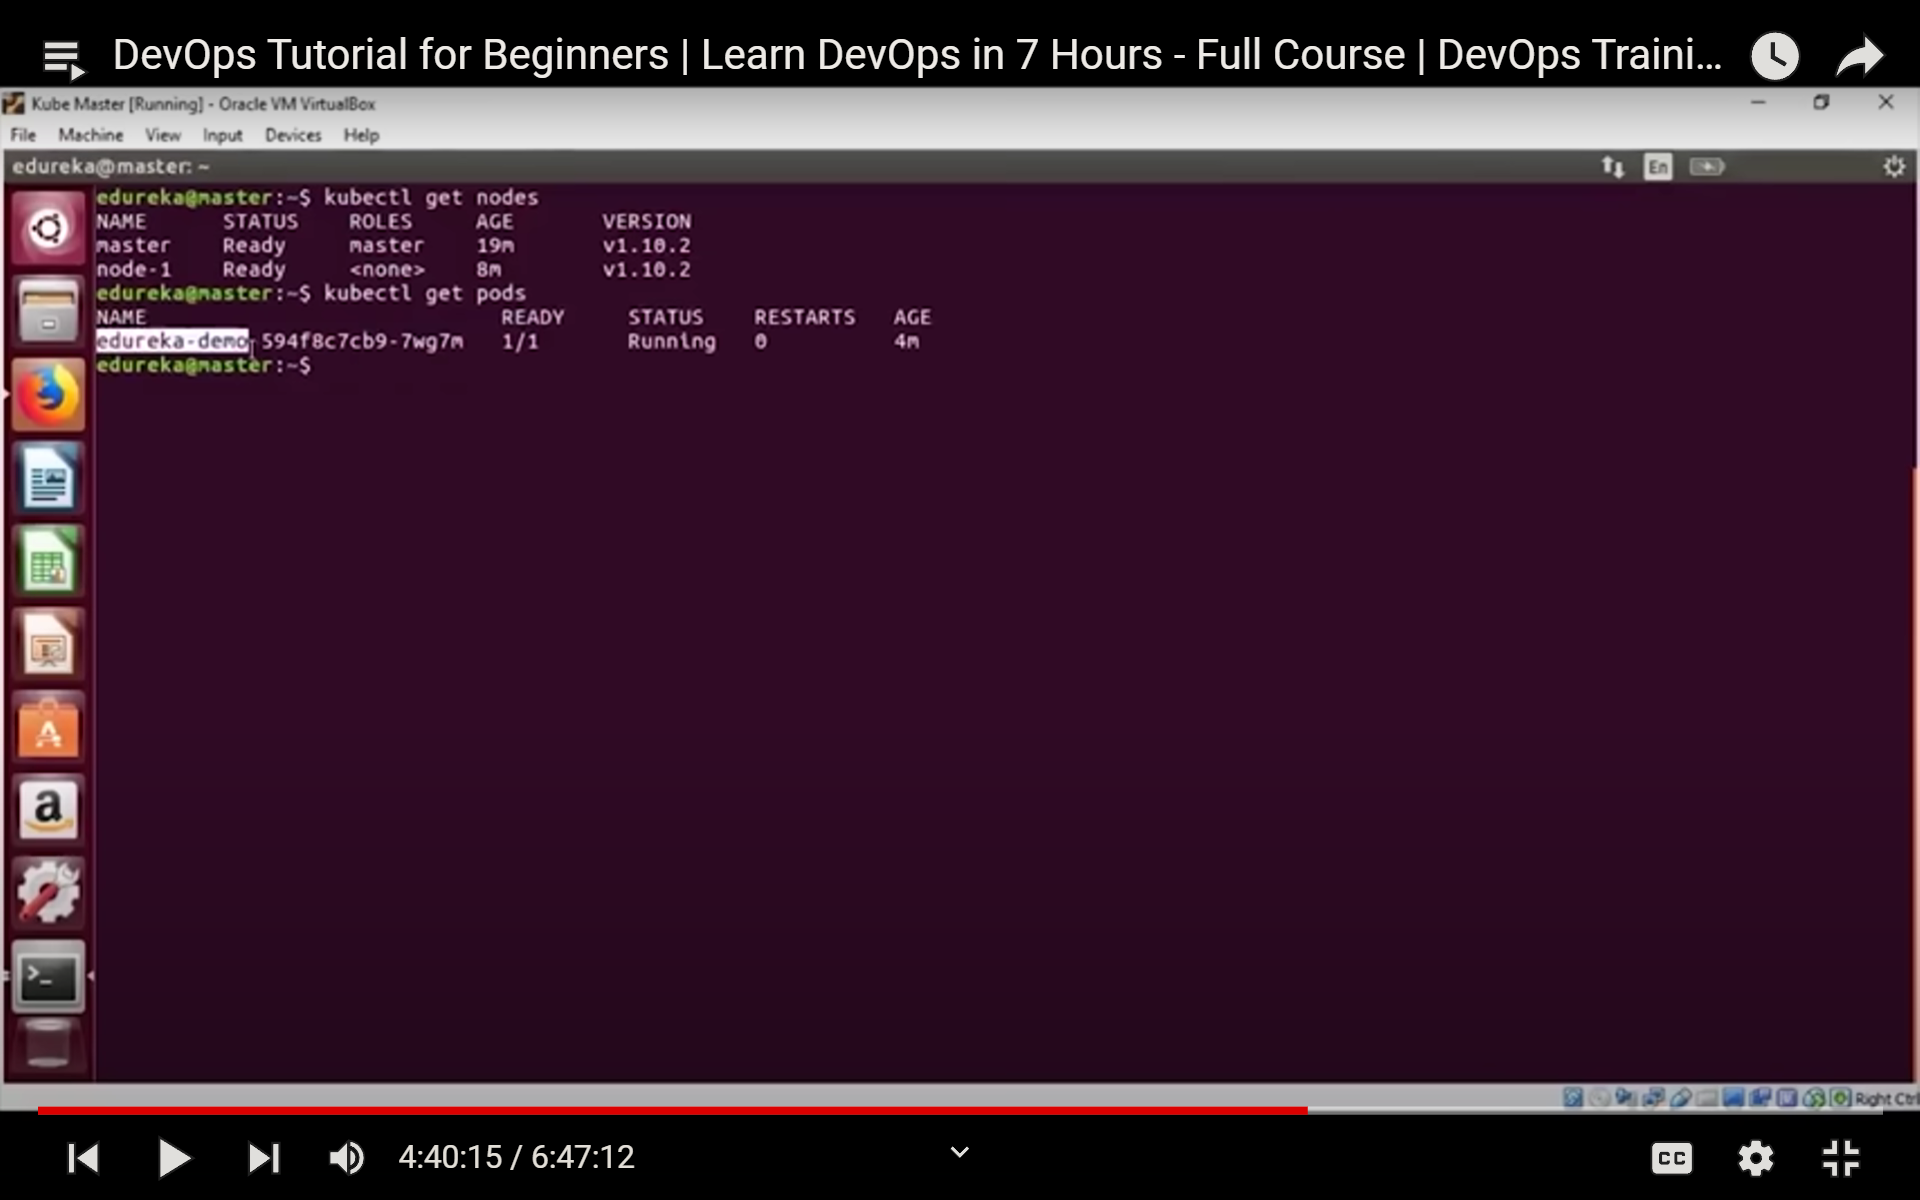 DevOps Tutorial for Beginners | Learn DevOps in 7 Hours - Full Course | DevOps Traini...
Kube Master [Running] - Oracle VM VirtualBox
File Machine View Input Devices Help
edureka@master: ~ En
edureka@master:~$ kubectl get nodes
NAME STATUS ROLES AGE VERSION
master Ready master 19m v1.10.2
node-1 Ready <none> 8m v1.10.2
edureka@master:~$ kubectl get pods
NAME READY STATUS RESTARTS AGE
edureka-demo-594f8c7cb9-7wg7m 1/1 Running 0 4m
edureka@master:~$
Right Ctrl
4:40:15 / 6:47:12 CC